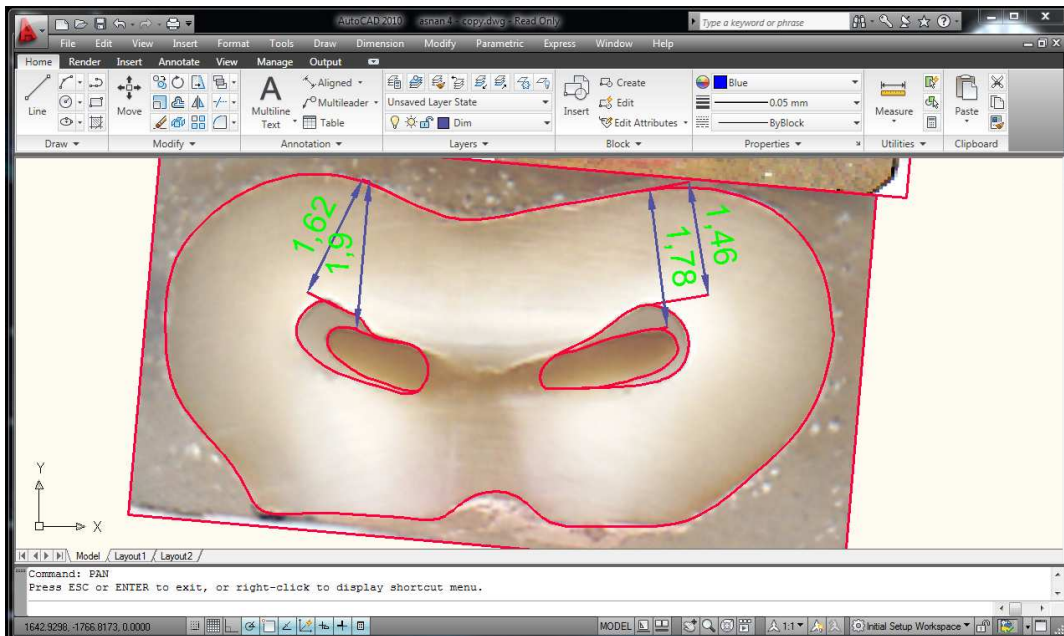 AutoCAD 2010 asnan 4 - copy.dwg - Read Only
Type a keyword or phrase
File Edit View Insert Format Tools Draw Dimension Modify Parametric Express Window Help
Home Render Insert Annotate View Manage Output
Line
Move
A
Multiline
Text
Aligned
Multileader
Table
Unsaved Layer State
Dim
Insert
Create
Edit
Edit Attributes
Blue
0.05 mm
ByBlock
Measure
Paste
Draw
Modify
Annotation
Layers
Block
Properties
Utilities
Clipboard
1,62
1,9
1,78
1,46
Y
X
Model Layout1 Layout2
Command: PAN
Press ESC or ENTER to exit, or right-click to display shortcut menu.
1642.9298, -1766.8173, 0.0000
MODEL
1:1
Initial Setup Workspace